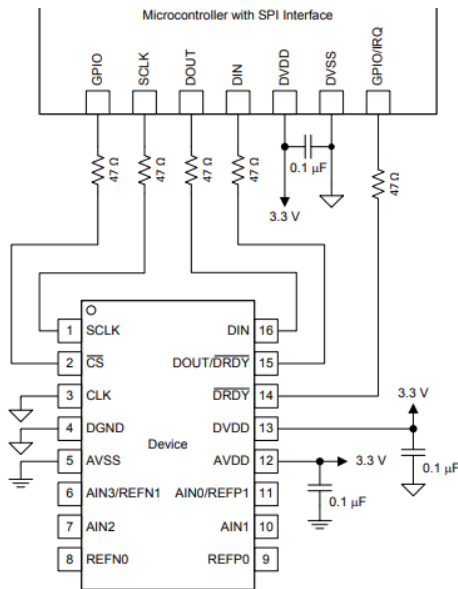 Microcontroller with SPI Interface
GPIO
SCLK
DOUT
DIN
DVDD
DVSS
GPIO/IRQ
47 Ω
47 Ω
47 Ω
47 Ω
0.1 μF
47 Ω
3.3 V
1 SCLK DIN 16
2 C̅S̅ DOUT/D̅R̅D̅Y̅ 15
3 CLK D̅R̅D̅Y̅ 14
3.3 V
4 DGND DVDD 13
Device
5 AVSS AVDD 12 3.3 V
0.1 μF
6 AIN3/REFN1 AIN0/REFP1 11
0.1 μF
7 AIN2 AIN1 10
8 REFN0 REFP0 9